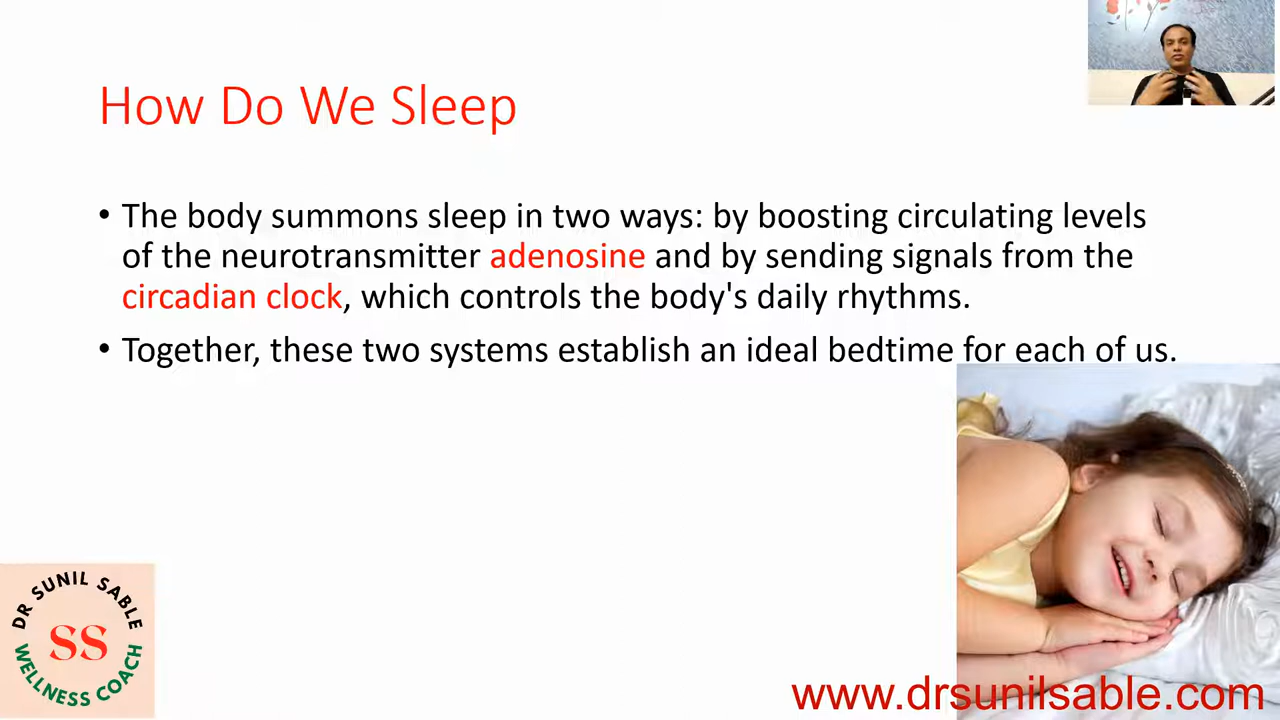 How Do We Sleep
• The body summons sleep in two ways: by boosting circulating levels
of the neurotransmitter adenosine and by sending signals from the
circadian clock, which controls the body's daily rhythms.
• Together, these two systems establish an ideal bedtime for each of us.
DR SUNIL SABLE
SS
WELLNESS COACH
www.drsunilsable.com